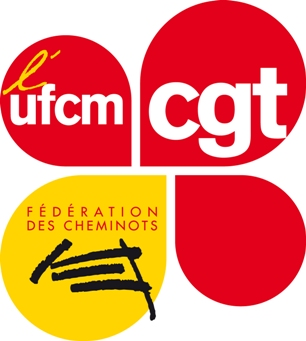 l'
ufcm
cgt
FÉDÉRATION
DES CHEMINOTS